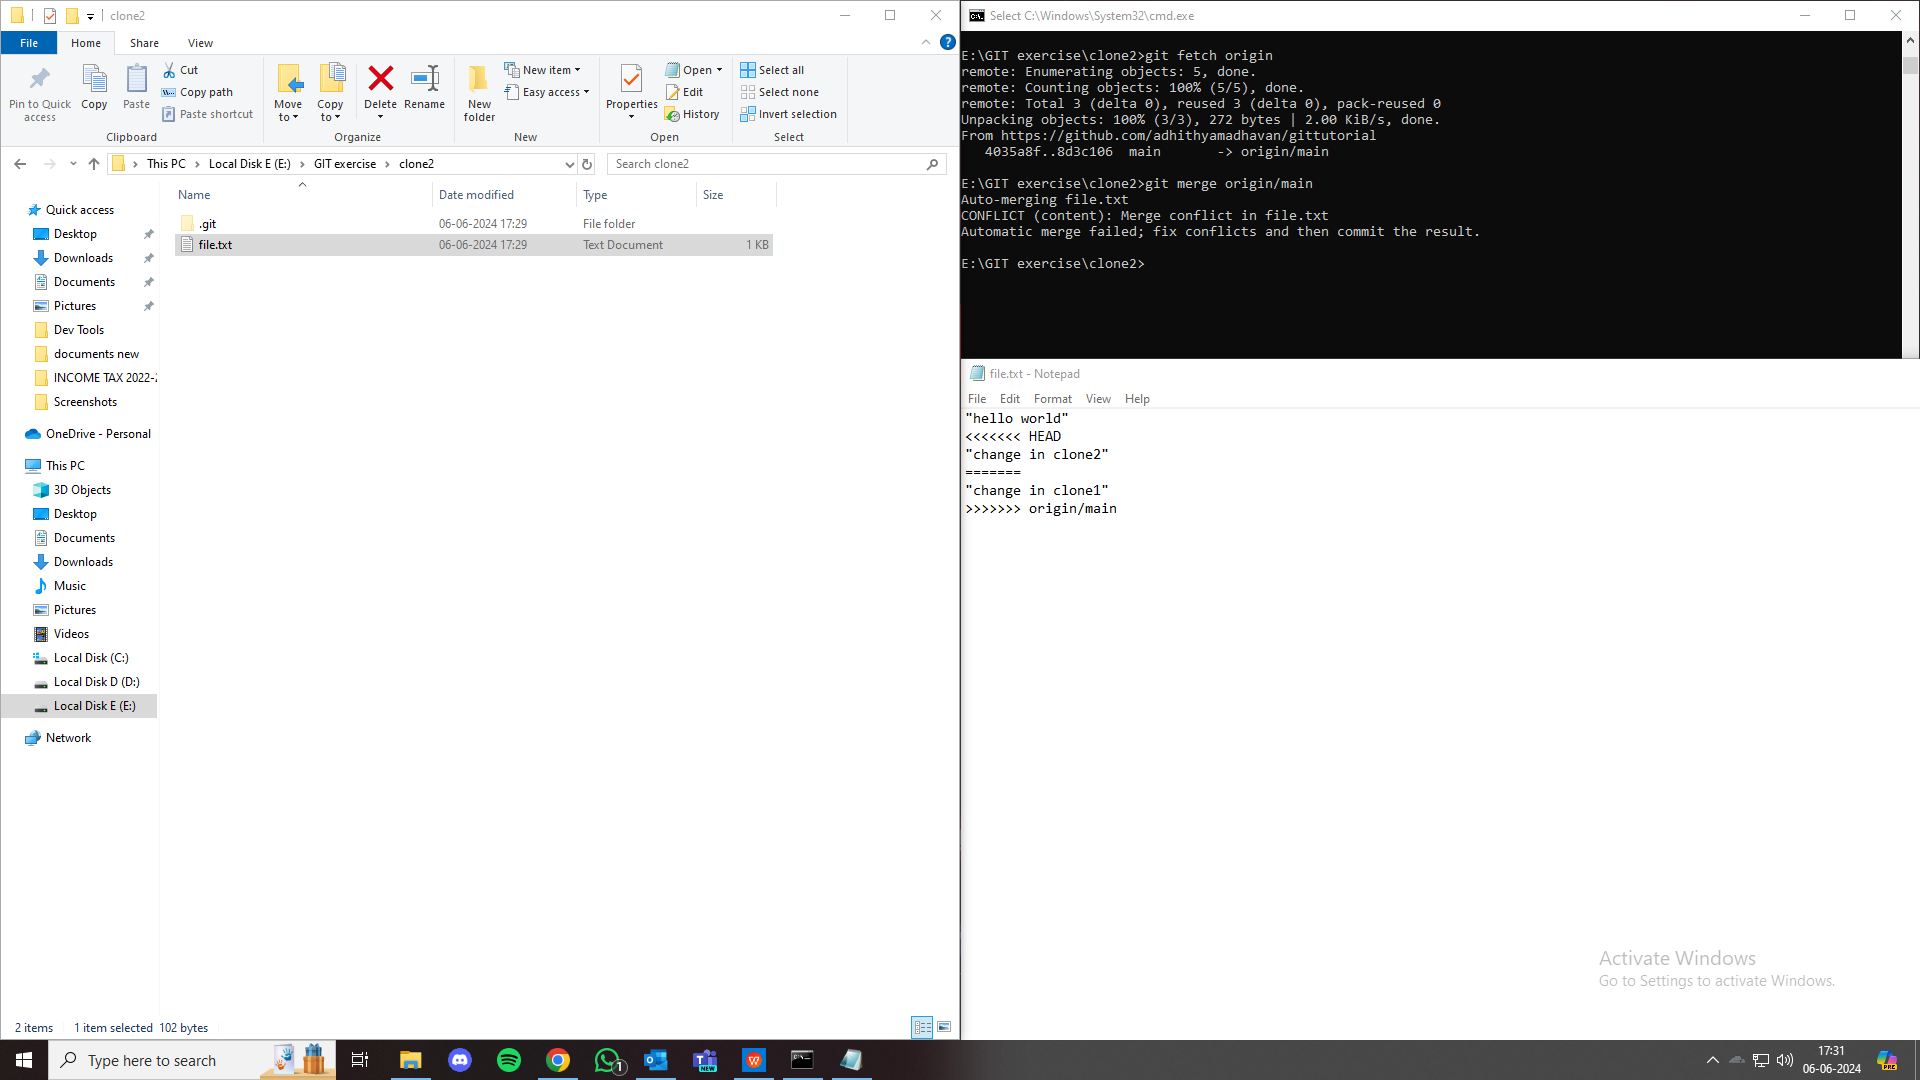 clone2
File
Home
Share
View
Pin to Quick access
Copy
Paste
Cut
Copy path
Paste shortcut
Clipboard
Move to
Copy to
Delete
Rename
Organize
New folder
New item
Easy access
New
Properties
Open
Edit
History
Open
Select all
Select none
Invert selection
Select
This PC
Local Disk E (E:)
GIT exercise
clone2
Search clone2
Name
Date modified
Type
Size
.git 06-06-2024 17:29 File folder
file.txt 06-06-2024 17:29 Text Document 1 KB
Quick access
Desktop
Downloads
Documents
Pictures
Dev Tools
documents new
INCOME TAX 2022-
Screenshots
OneDrive - Personal
This PC
3D Objects
Desktop
Documents
Downloads
Music
Pictures
Videos
Local Disk (C:)
Local Disk D (D:)
Local Disk E (E:)
Network
2 items 1 item selected 102 bytes
Select C:\Windows\System32\cmd.exe
E:\GIT exercise\clone2>git fetch origin
remote: Enumerating objects: 5, done.
remote: Counting objects: 100% (5/5), done.
remote: Total 3 (delta 0), reused 3 (delta 0), pack-reused 0
Unpacking objects: 100% (3/3), 272 bytes | 2.00 KiB/s, done.
From https://github.com/adhithyamadhavan/gittutorial
4035a8f..8d3c106 main -> origin/main
E:\GIT exercise\clone2>git merge origin/main
Auto-merging file.txt
CONFLICT (content): Merge conflict in file.txt
Automatic merge failed; fix conflicts and then commit the result.
E:\GIT exercise\clone2>
file.txt - Notepad
File Edit Format View Help
"hello world"
<<<<<<< HEAD
"change in clone2"
=======
"change in clone1"
>>>>>>> origin/main
Activate Windows
Go to Settings to activate Windows.
Type here to search
1
NEW
17:31
06-06-2024
PRE